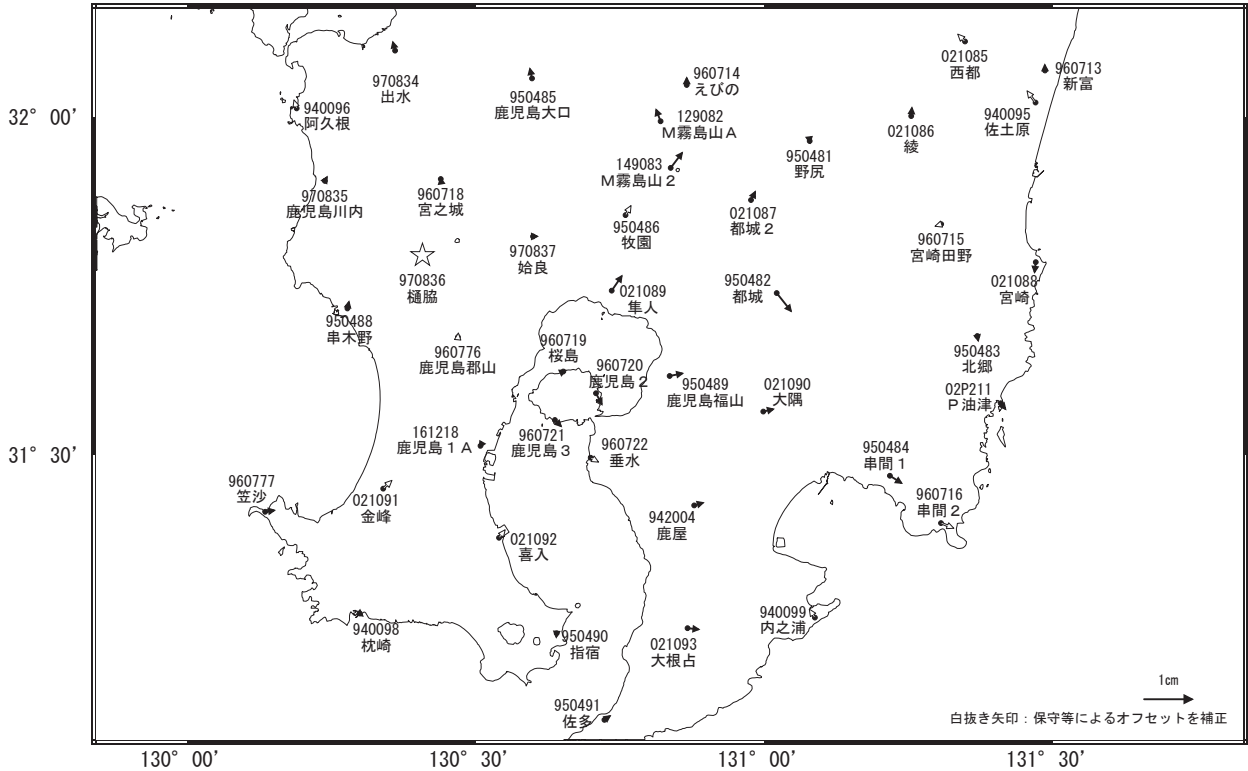 970834
出水
950485
鹿児島大口
960714
えびの
021085
西都
960713
新富
32° 00′
940096
阿久根
129082
M霧島山A
021086
綾
940095
佐土原
149083
M霧島山2
950481
野尻
970835
鹿児島川内
960718
宮之城
950486
牧園
021087
都城2
960715
宮崎田野
970836
樋脇
970837
姶良
021089
隼人
950482
都城
021088
宮崎
950488
串木野
960776
鹿児島郡山
960719
桜島
960720
鹿児島2
950489
鹿児島福山
021090
大隅
950483
北郷
02P211
P油津
31° 30′
161218
鹿児島1A
960721
鹿児島3
960722
垂水
950484
串間1
960777
笠沙
021091
金峰
942004
鹿屋
960716
串間2
021092
喜入
940098
枕崎
950490
指宿
021093
大根占
940099
内之浦
950491
佐多
1cm
白抜き矢印：保守等によるオフセットを補正
130° 00′ 130° 30′ 131° 00′ 131° 30′